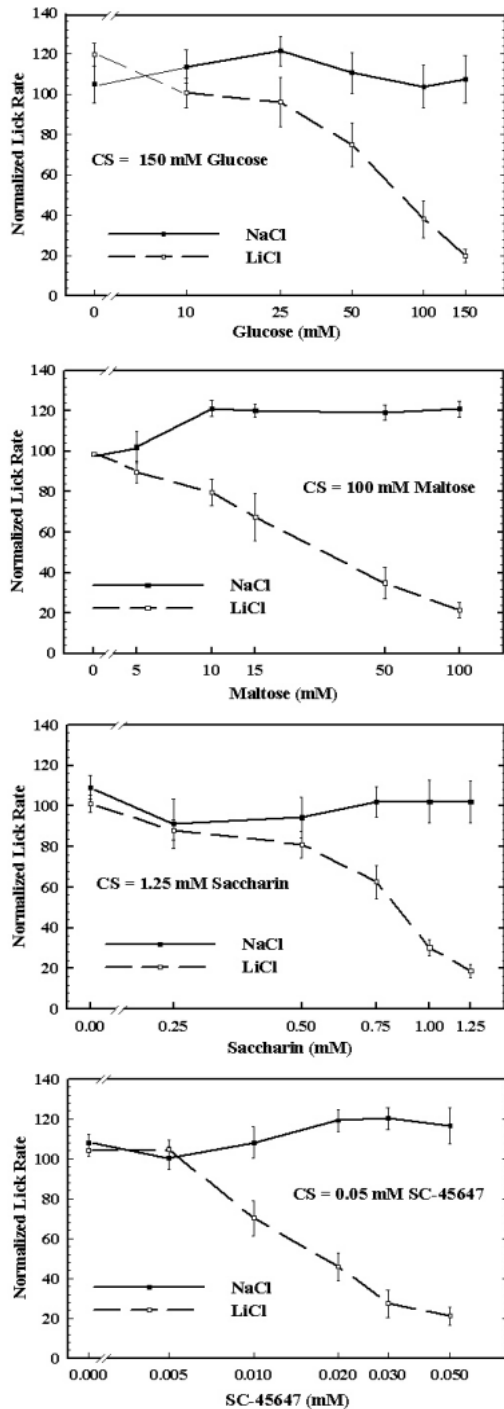 140
120
100
80
60
40
20
0
Normalized Lick Rate
CS = 150 mM Glucose
NaCl
LiCl
0 10 25 50 100 150
Glucose (mM)
140
120
100
80
60
40
20
0
Normalized Lick Rate
CS = 100 mM Maltose
NaCl
LiCl
0 5 10 15 50 100
Maltose (mM)
140
120
100
80
60
40
20
0
Normalized Lick Rate
CS = 1.25 mM Saccharin
NaCl
LiCl
0.00 0.25 0.50 0.75 1.00 1.25
Saccharin (mM)
140
120
100
80
60
40
20
0
Normalized Lick Rate
CS = 0.05 mM SC-45647
NaCl
LiCl
0.000 0.005 0.010 0.020 0.030 0.050
SC-45647 (mM)